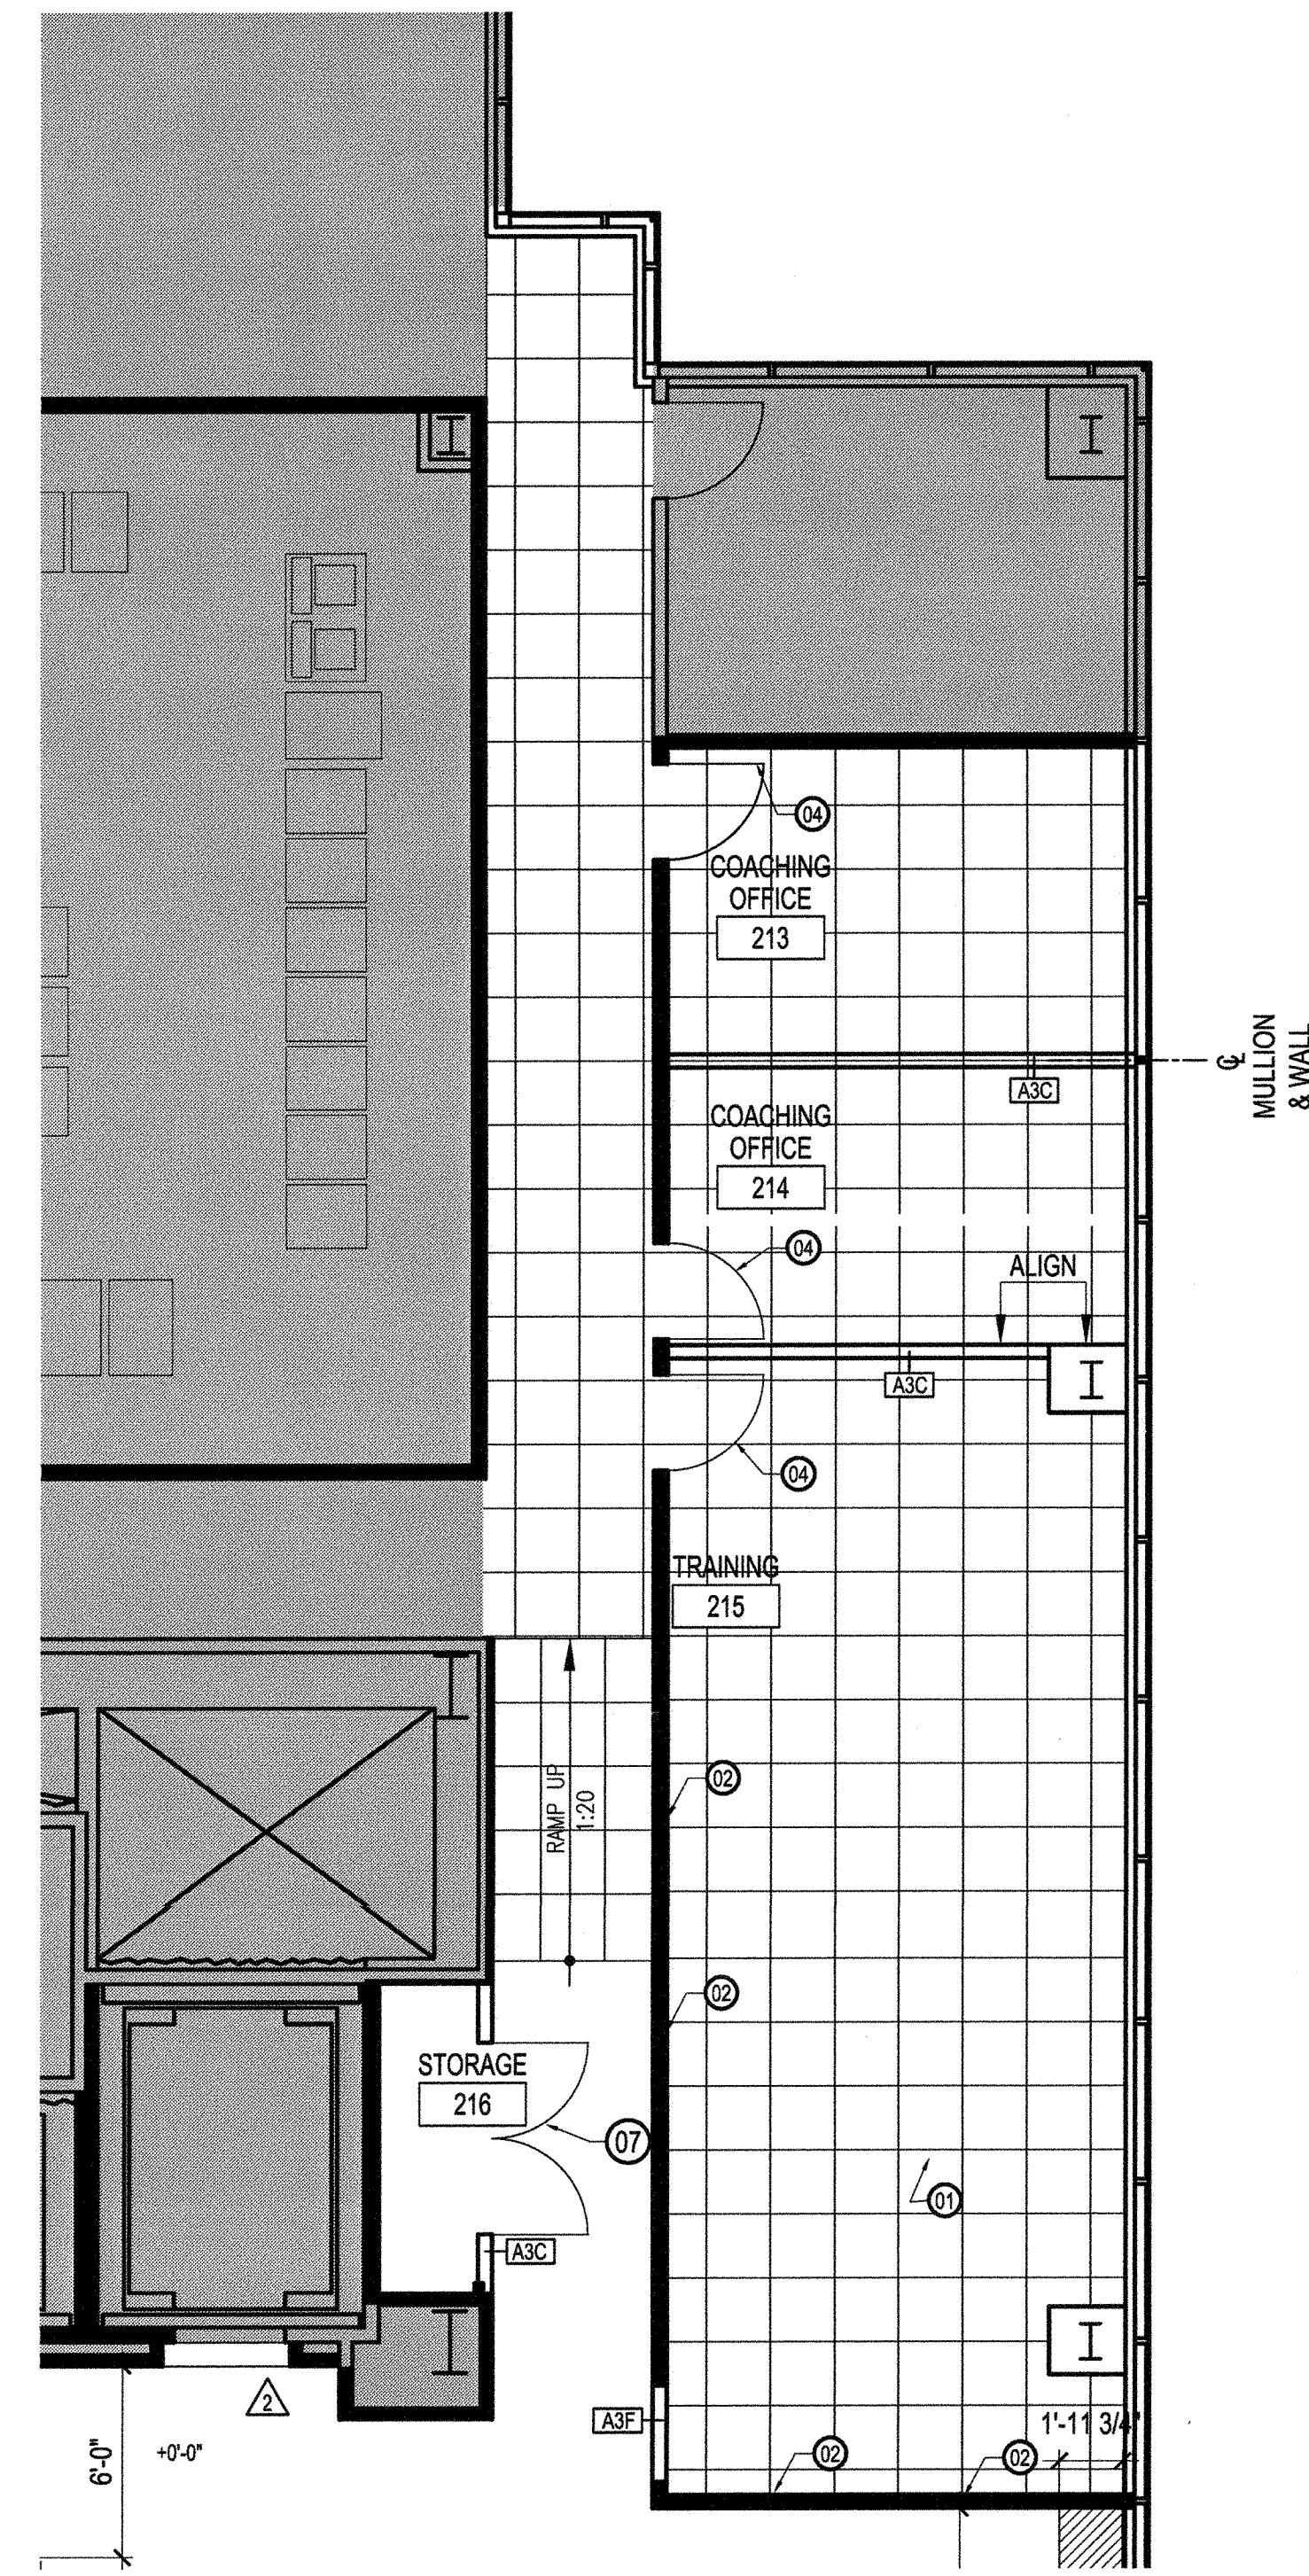 04
COACHING
OFFICE
213
℄
MULLION
& WALL
A3C
COACHING
OFFICE
214
04
ALIGN
A3C
04
TRAINING
215
02
RAMP UP
1:20
02
STORAGE
216
07
01
A3C
2
A3F
1'-11 3/4"
6'-0"
+0'-0"
02
02